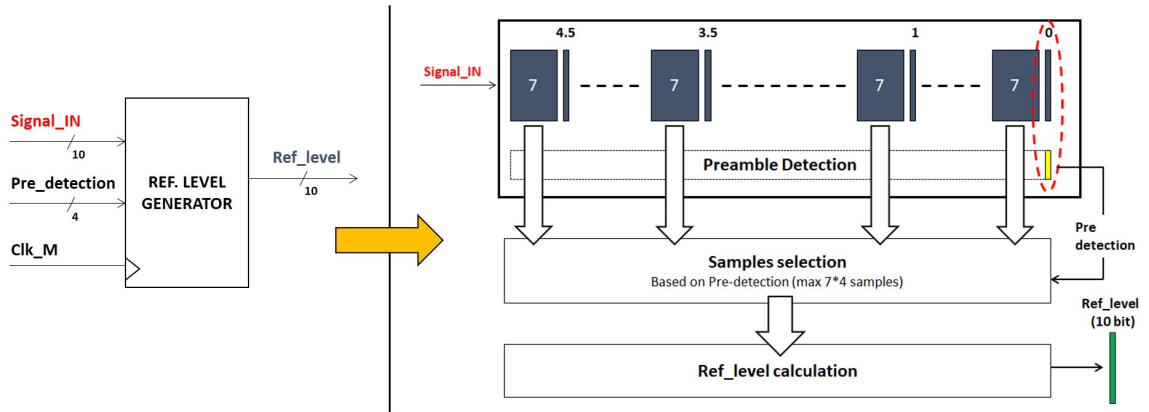 Signal_IN
10
Pre_detection
4
Clk_M
REF. LEVEL
GENERATOR
Ref_level
10
4.5
3.5
1
0
Signal_IN
7
7
7
7
Preamble Detection
Pre
detection
Samples selection
Based on Pre-detection (max 7*4 samples)
Ref_level
(10 bit)
Ref_level calculation